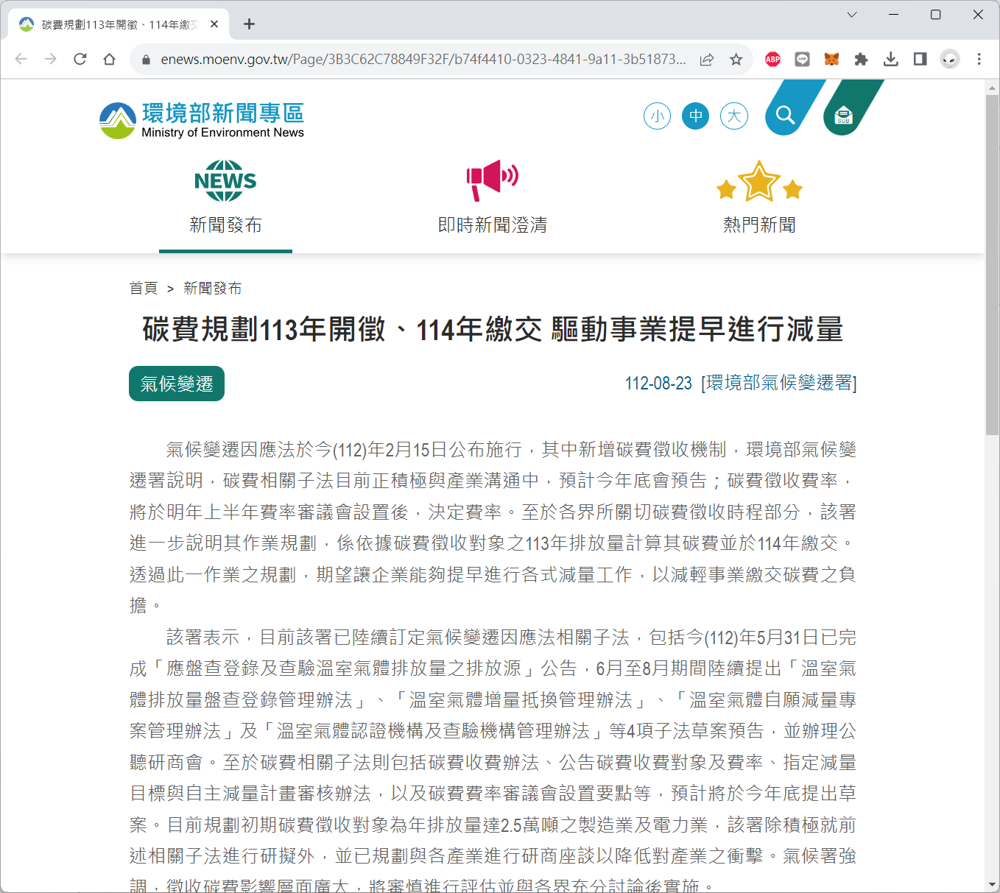 碳費規劃113年開徵、114年繳交
enews.moenv.gov.tw/Page/3B3C62C78849F32F/b74f4410-0323-4841-9a11-3b51873...
ABP
環境部新聞專區
Ministry of Environment News
小
中
大
SUB
NEWS
新聞發布
即時新聞澄清
熱門新聞
首頁 > 新聞發布
碳費規劃113年開徵、114年繳交 驅動事業提早進行減量
氣候變遷
112-08-23 [環境部氣候變遷署]
氣候變遷因應法於今(112)年2月15日公布施行，其中新增碳費徵收機制，環境部氣候變
遷署說明，碳費相關子法目前正積極與產業溝通中，預計今年底會預告；碳費徵收費率，
將於明年上半年費率審議會設置後，決定費率。至於各界所關切碳費徵收時程部分，該署
進一步說明其作業規劃，係依據碳費徵收對象之113年排放量計算其碳費並於114年繳交。
透過此一作業之規劃，期望讓企業能夠提早進行各式減量工作，以減輕事業繳交碳費之負
擔。
該署表示，目前該署已陸續訂定氣候變遷因應法相關子法，包括今(112)年5月31日已完
成「應盤查登錄及查驗溫室氣體排放量之排放源」公告，6月至8月期間陸續提出「溫室氣
體排放量盤查登錄管理辦法」、「溫室氣體增量抵換管理辦法」、「溫室氣體自願減量專
案管理辦法」及「溫室氣體認證機構及查驗機構管理辦法」等4項子法草案預告，並辦理公
聽研商會。至於碳費相關子法則包括碳費收費辦法、公告碳費收費對象及費率、指定減量
目標與自主減量計畫審核辦法，以及碳費費率審議會設置要點等，預計將於今年底提出草
案。目前規劃初期碳費徵收對象為年排放量達2.5萬噸之製造業及電力業，該署除積極就前
述相關子法進行研擬外，並已規劃與各產業進行研商座談以降低對產業之衝擊。氣候署強
調，徵收碳費影響層面廣大，將審慎進行評估並與各界充分討論後實施。